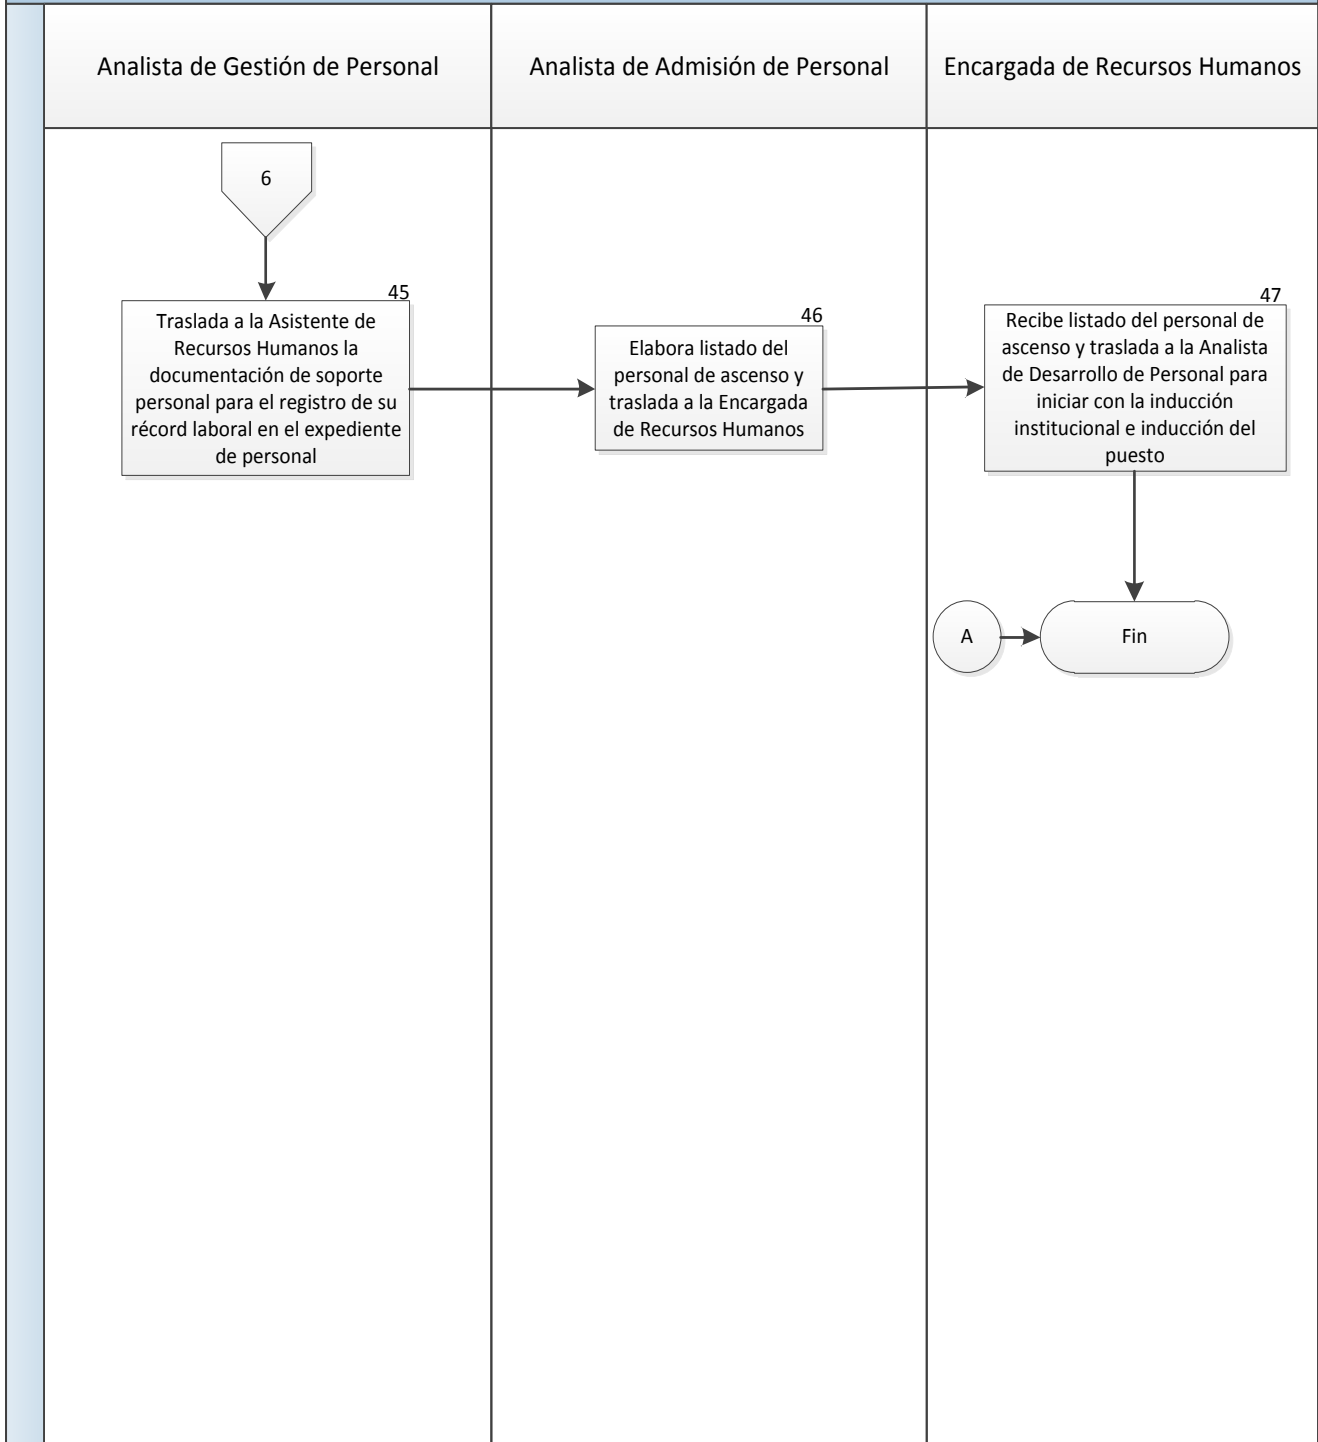 Analista de Gestión de Personal
Analista de Admisión de Personal
Encargada de Recursos Humanos
6
45
Traslada a la Asistente de
Recursos Humanos la
documentación de soporte
personal para el registro de su
récord laboral en el expediente
de personal
46
Elabora listado del
personal de ascenso y
traslada a la Encargada
de Recursos Humanos
47
Recibe listado del personal de
ascenso y traslada a la Analista
de Desarrollo de Personal para
iniciar con la inducción
institucional e inducción del
puesto
A
Fin